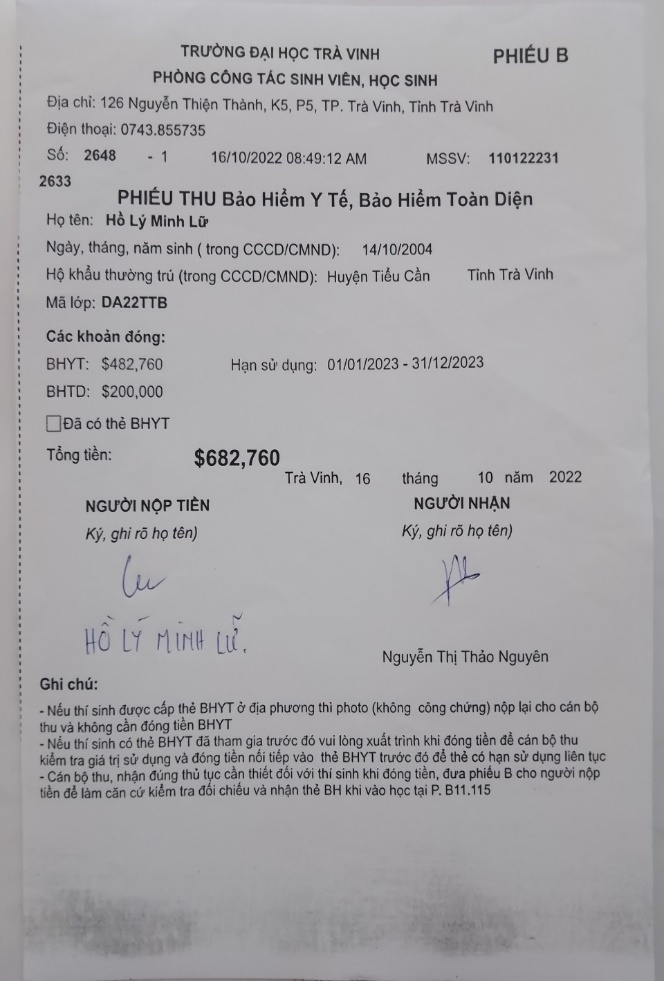 TRƯỜNG ĐẠI HỌC TRÀ VINH
PHIẾU B
PHÒNG CÔNG TÁC SINH VIÊN, HỌC SINH
Địa chỉ: 126 Nguyễn Thiện Thành, K5, P5, TP. Trà Vinh, Tỉnh Trà Vinh
Điện thoại: 0743.855735
Số: 2648 - 1 16/10/2022 08:49:12 AM MSSV: 110122231
2633
PHIẾU THU Bảo Hiểm Y Tế, Bảo Hiểm Toàn Diện
Họ tên: Hồ Lý Minh Lữ
Ngày, tháng, năm sinh ( trong CCCD/CMND): 14/10/2004
Hộ khẩu thường trú (trong CCCD/CMND): Huyện Tiểu Cần Tỉnh Trà Vinh
Mã lớp: DA22TTB
Các khoản đóng:
BHYT: $482,760 Hạn sử dụng: 01/01/2023 - 31/12/2023
BHTD: $200,000
Đã có thẻ BHYT
Tổng tiền: $682,760
Trà Vinh, 16 tháng 10 năm 2022
NGƯỜI NỘP TIỀN NGƯỜI NHẬN
Ký, ghi rõ họ tên) Ký, ghi rõ họ tên)
HỒ LÝ MINH LỮ.
Nguyễn Thị Thảo Nguyên
Ghi chú:
- Nếu thí sinh được cấp thẻ BHYT ở địa phương thì photo (không công chứng) nộp lại cho cán bộ
thu và không cần đóng tiền BHYT
- Nếu thí sinh có thẻ BHYT đã tham gia trước đó vui lòng xuất trình khi đóng tiền để cán bộ thu
kiểm tra giá trị sử dụng và đóng tiền nối tiếp vào thẻ BHYT trước đó để thẻ có hạn sử dụng liên tục
- Cán bộ thu, nhận đúng thủ tục cần thiết đối với thí sinh khi đóng tiền, đưa phiếu B cho người nộp
tiền để làm căn cứ kiểm tra đối chiếu và nhận thẻ BH khi vào học tại P. B11.115